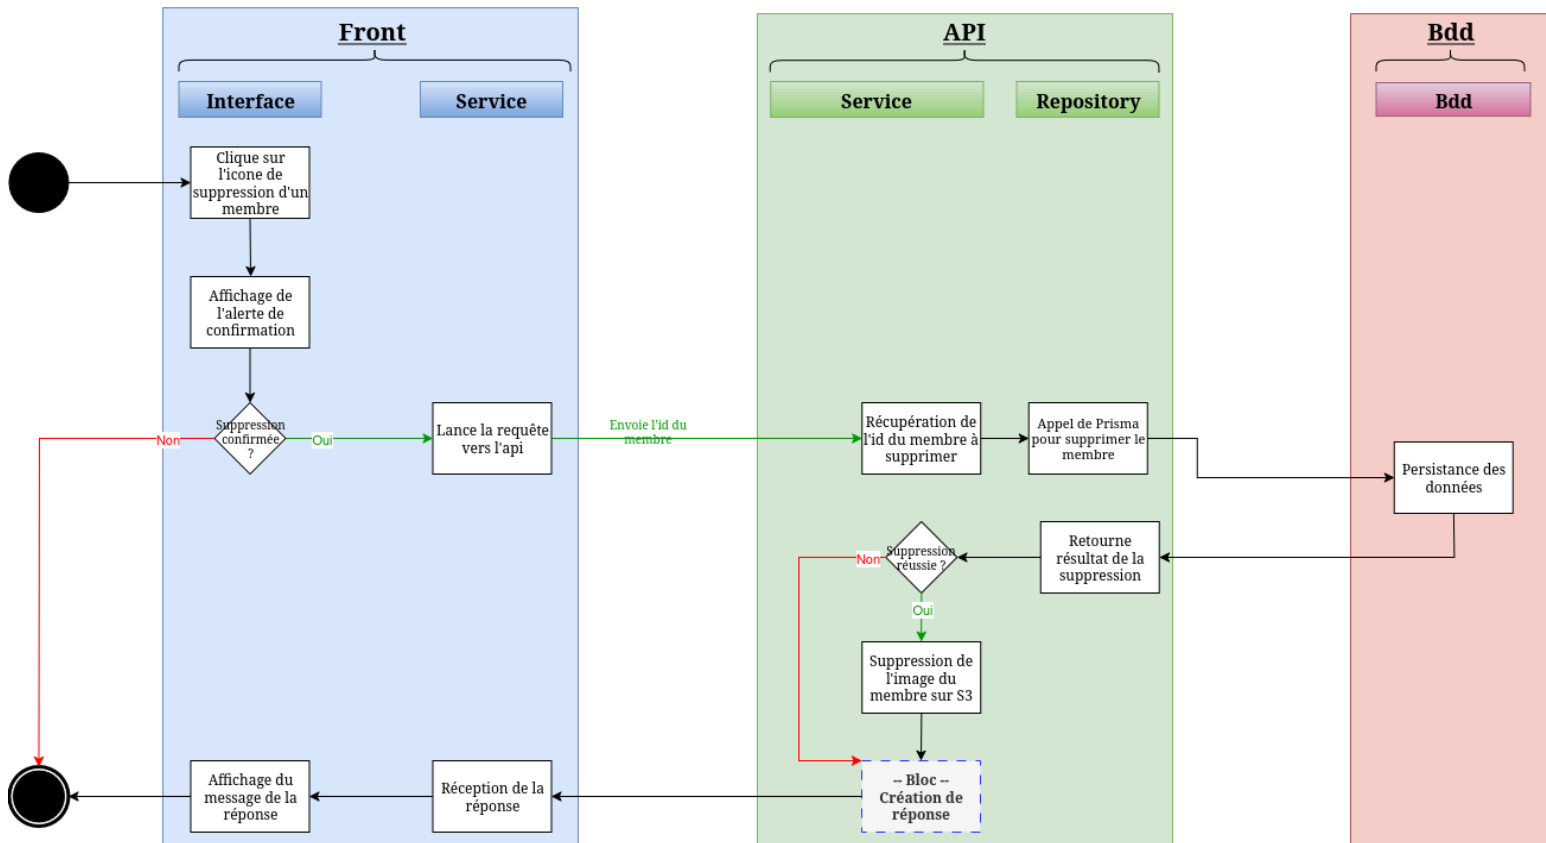 Front
API
Bdd
Interface
Service
Service
Repository
Bdd
Clique sur
l'icone de
suppression d'un
membre
Affichage de
l'alerte de
confirmation
Suppression
confirmée
?
Non
Oui
Lance la requête
vers l'api
Envoie l'id du
membre
Récupération de
l'id du membre à
supprimer
Appel de Prisma
pour supprimer le
membre
Persistance des
données
Retourne
résultat de la
suppression
Suppression
réussie ?
Non
Oui
Suppression de
l'image du
membre sur S3
-- Bloc --
Création de
réponse
Réception de la
réponse
Affichage du
message de la
réponse